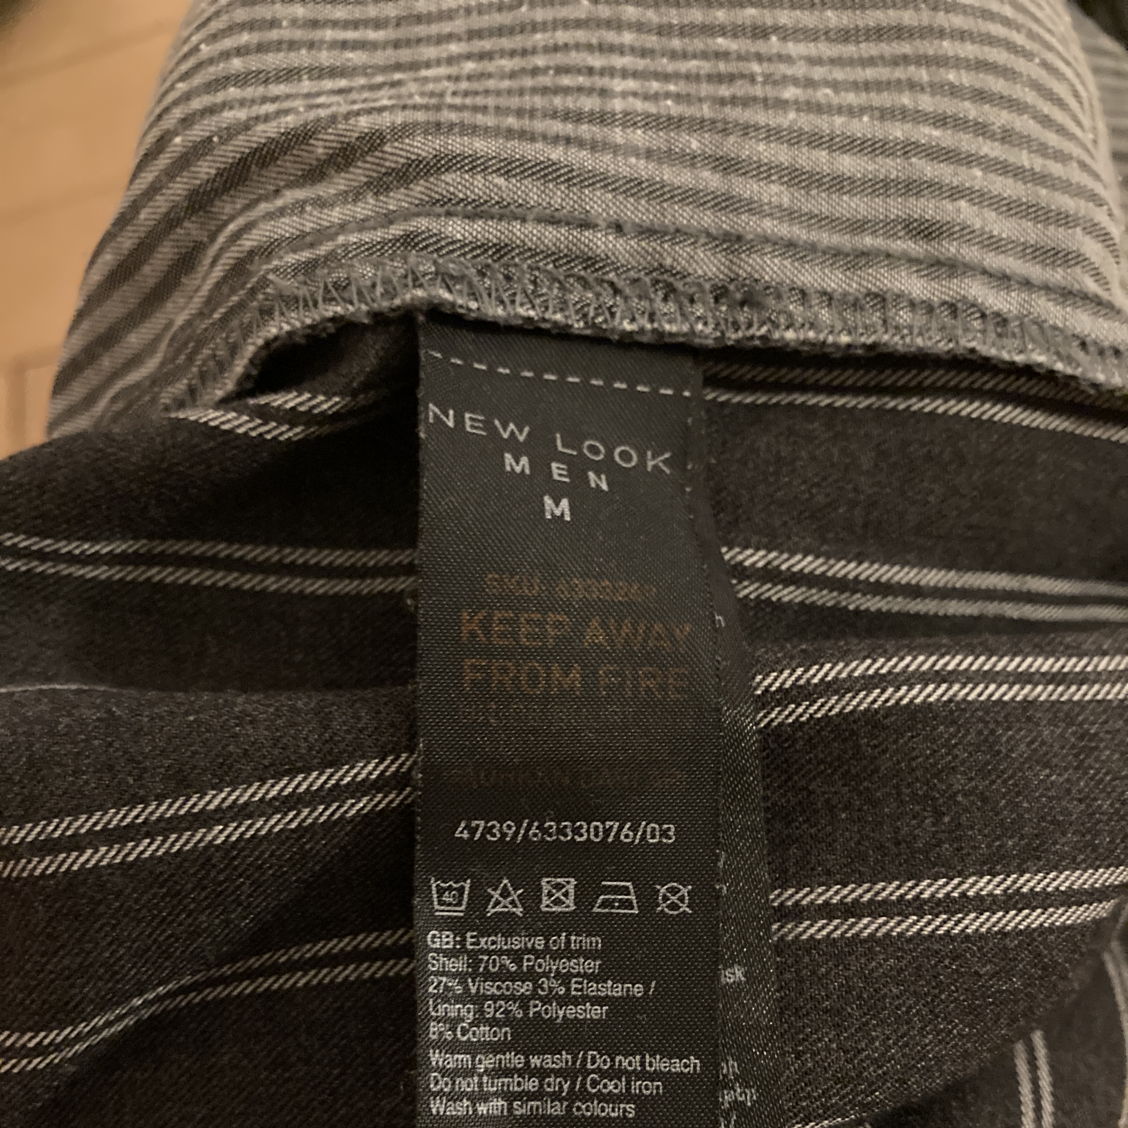 NEW LOOK
MEN
M
KEEP AWAY
FROM FIRE
4739/6333076/03
40
GB: Exclusive of trim
Shell: 70% Polyester
27% Viscose 3% Elastane /
Lining: 92% Polyester
8% Cotton
Warm gentle wash / Do not bleach
Do not tumble dry / Cool iron
Wash with similar colours